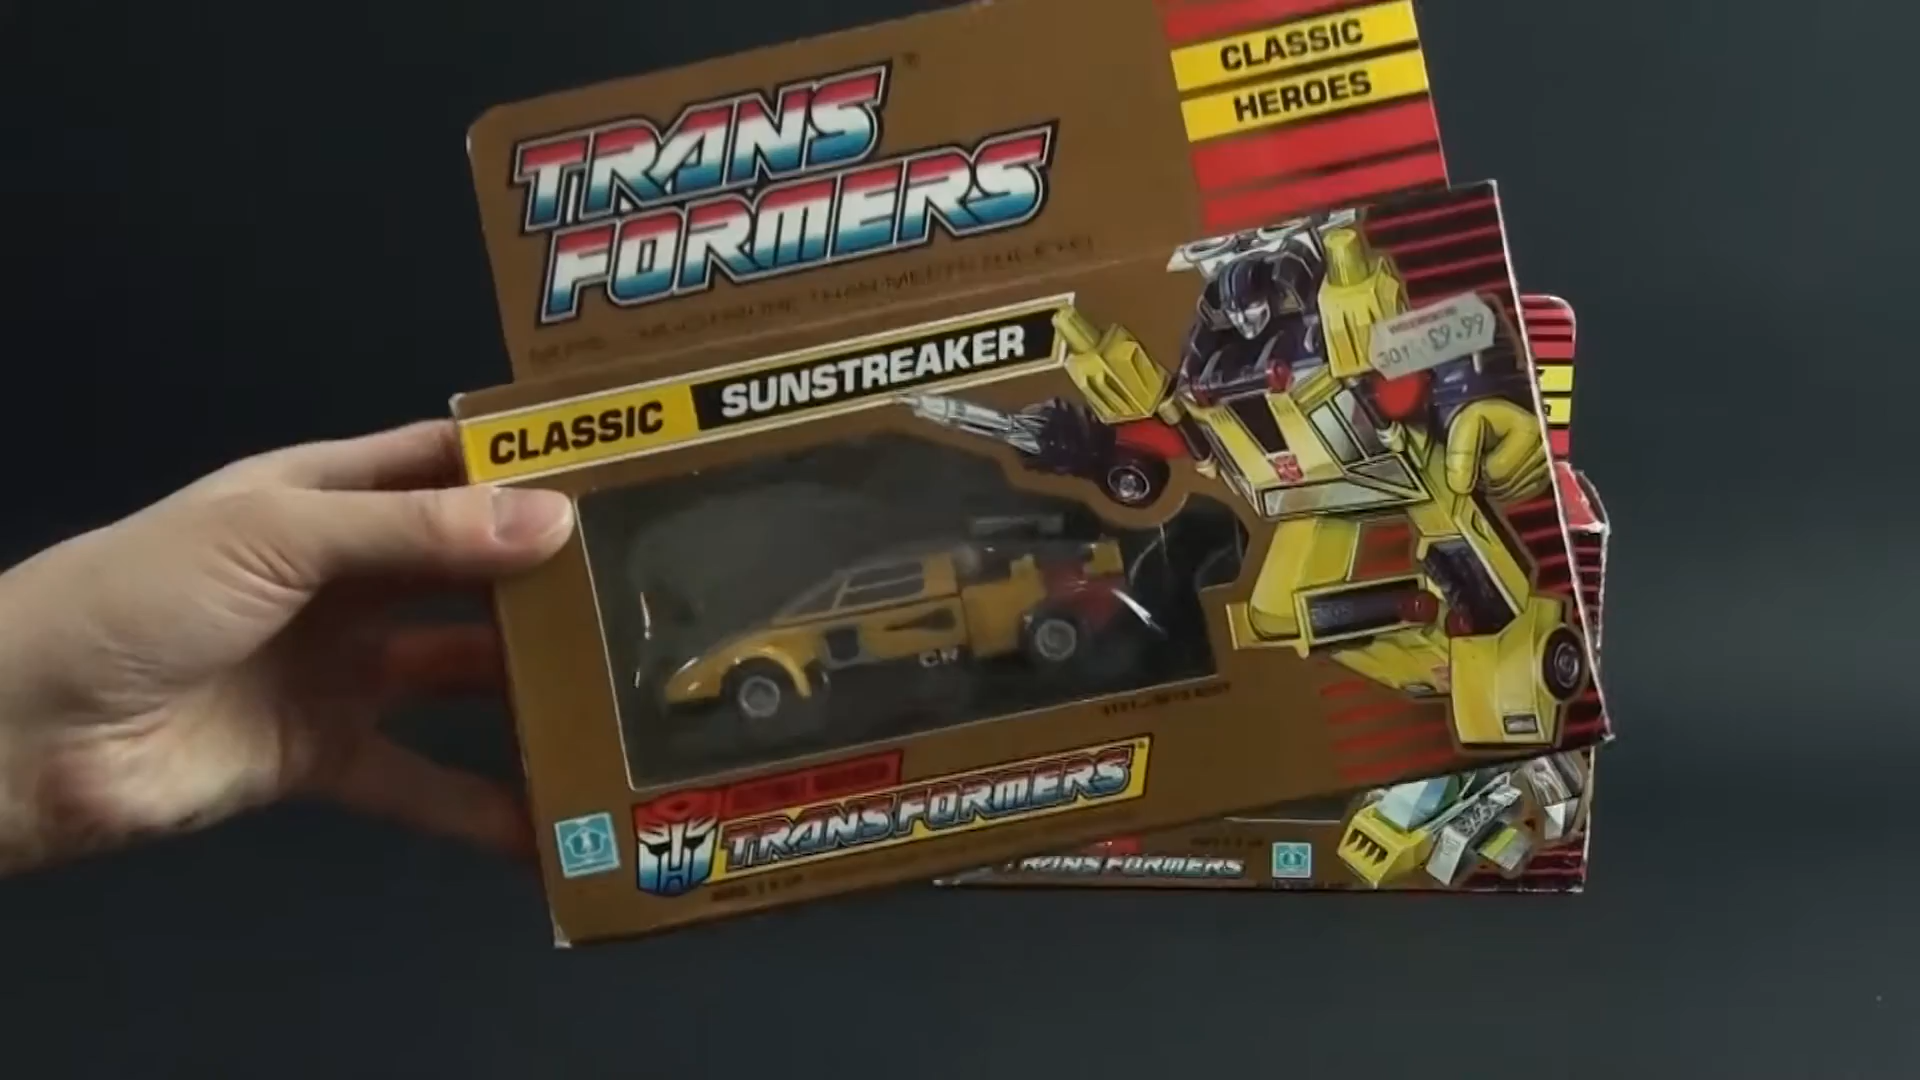 TRANS
FORMERS
CLASSIC
HEROES
CLASSIC SUNSTREAKER
£9.99
TRANSFORMERS
TRANSFORMERS